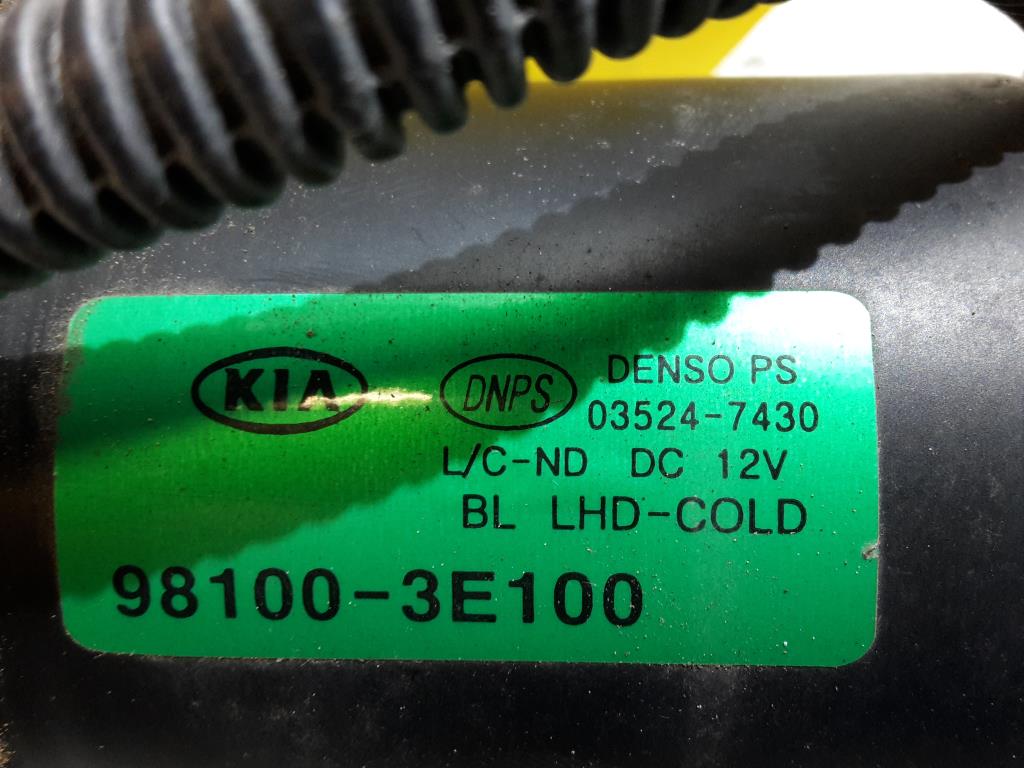 KIA DNPS DENSO PS
03524-7430
L/C-ND DC 12V
BL LHD-COLD
98100-3E100